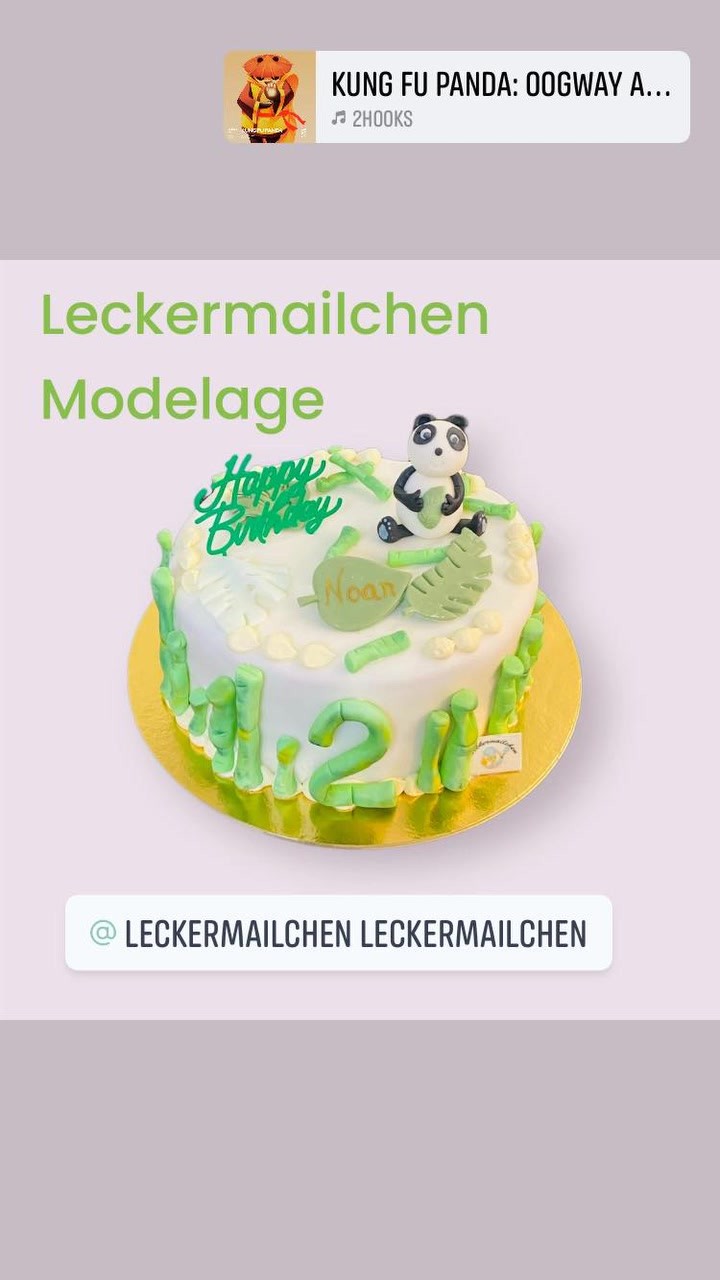 KUNG FU PANDA: OOGWAY A...
2HOOKS
Leckermailchen
Modelage
Happy
Birthday
Noan
2
@ LECKERMAILCHEN LECKERMAILCHEN